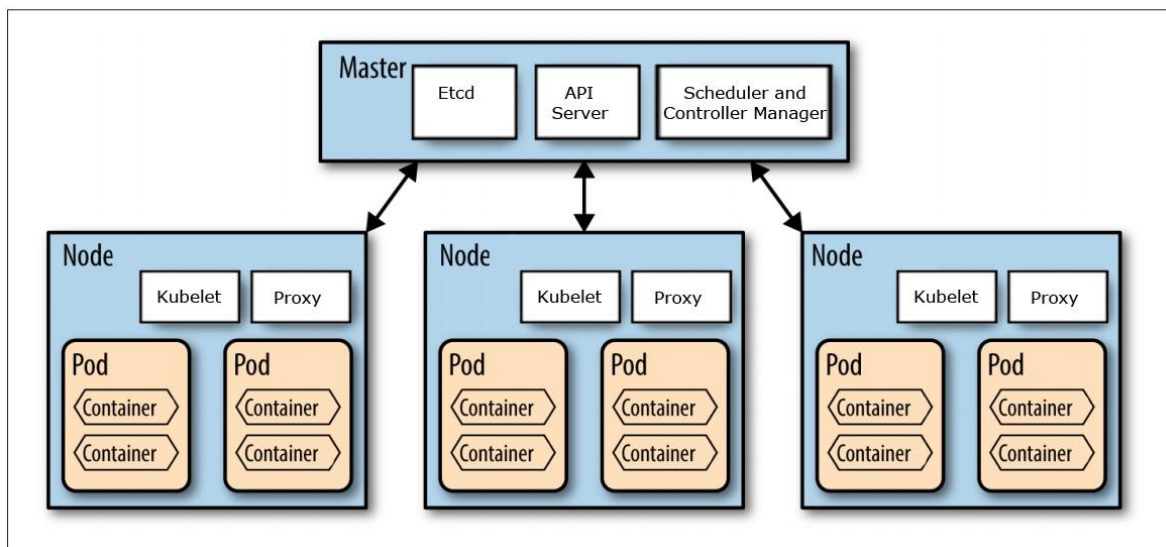 Master
Etcd
API
Server
Scheduler and
Controller Manager
Node
Kubelet
Proxy
Pod
Container
Container
Pod
Container
Container
Node
Kubelet
Proxy
Pod
Container
Container
Pod
Container
Container
Node
Kubelet
Proxy
Pod
Container
Container
Pod
Container
Container